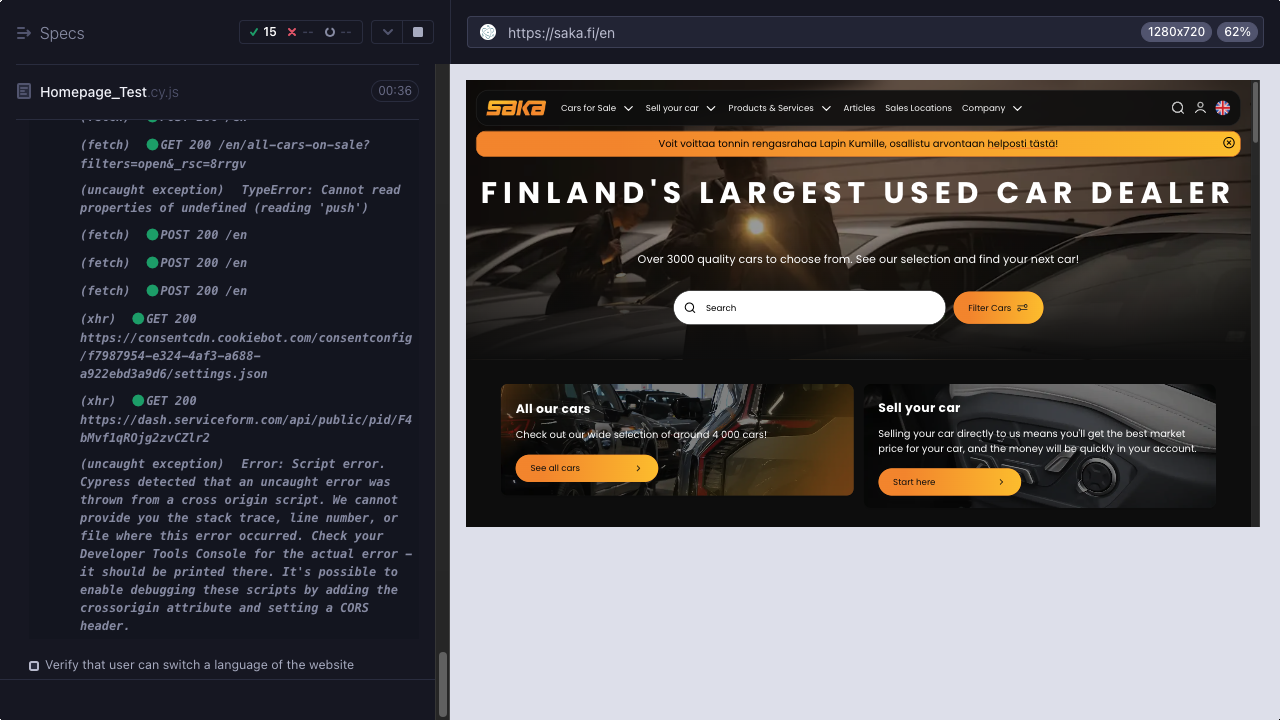 Specs
15
--
--
Homepage_Test.cy.js
00:36
(fetch) POST 200 /en
(fetch) GET 200 /en/all-cars-on-sale?
filters=open&_rsc=8rrgv
(uncaught exception) TypeError: Cannot read
properties of undefined (reading 'push')
(fetch) POST 200 /en
(fetch) POST 200 /en
(fetch) POST 200 /en
(xhr) GET 200
https://consentcdn.cookiebot.com/consentconfig
/f7987954-e324-4af3-a688-
a922ebd3a9d6/settings.json
(xhr) GET 200
https://dash.serviceform.com/api/public/pid/F4
bMvf1qROjg2zvCZlr2
(uncaught exception) Error: Script error.
Cypress detected that an uncaught error was
thrown from a cross origin script. We cannot
provide you the stack trace, line number, or
file where this error occurred. Check your
Developer Tools Console for the actual error —
it should be printed there. It's possible to
enable debugging these scripts by adding the
crossorigin attribute and setting a CORS
header.
Verify that user can switch a language of the website
https://saka.fi/en
1280x720
62%
saka
Cars for Sale
Sell your car
Products & Services
Articles
Sales Locations
Company
Voit voittaa tonnin rengasrahaa Lapin Kumille, osallistu arvontaan helposti tästä!
FINLAND'S LARGEST USED CAR DEALER
Over 3000 quality cars to choose from. See our selection and find your next car!
Search
Filter Cars
All our cars
Check out our wide selection of around 4 000 cars!
See all cars
Sell your car
Selling your car directly to us means you'll get the best market
price for your car, and the money will be quickly in your account.
Start here